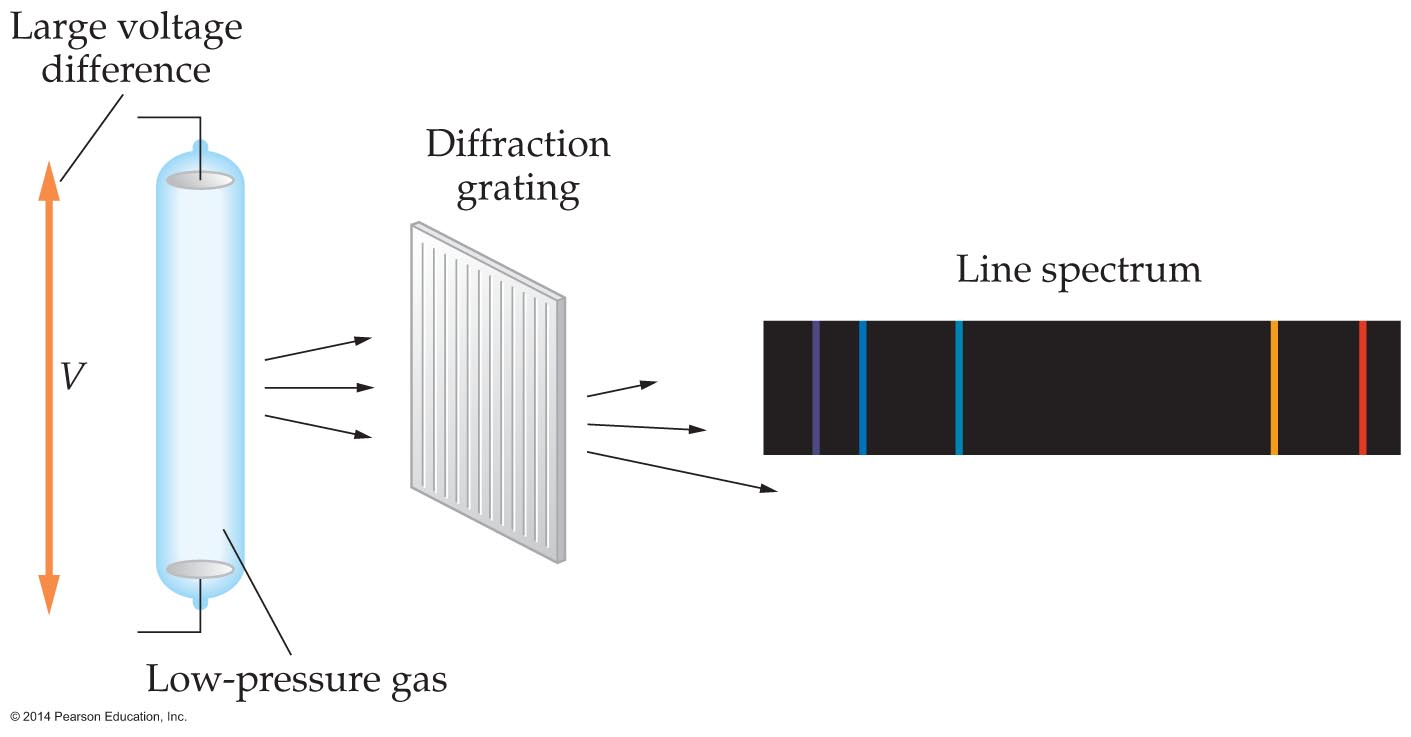 Large voltage
difference
V
Low-pressure gas
Diffraction
grating
Line spectrum
© 2014 Pearson Education, Inc.